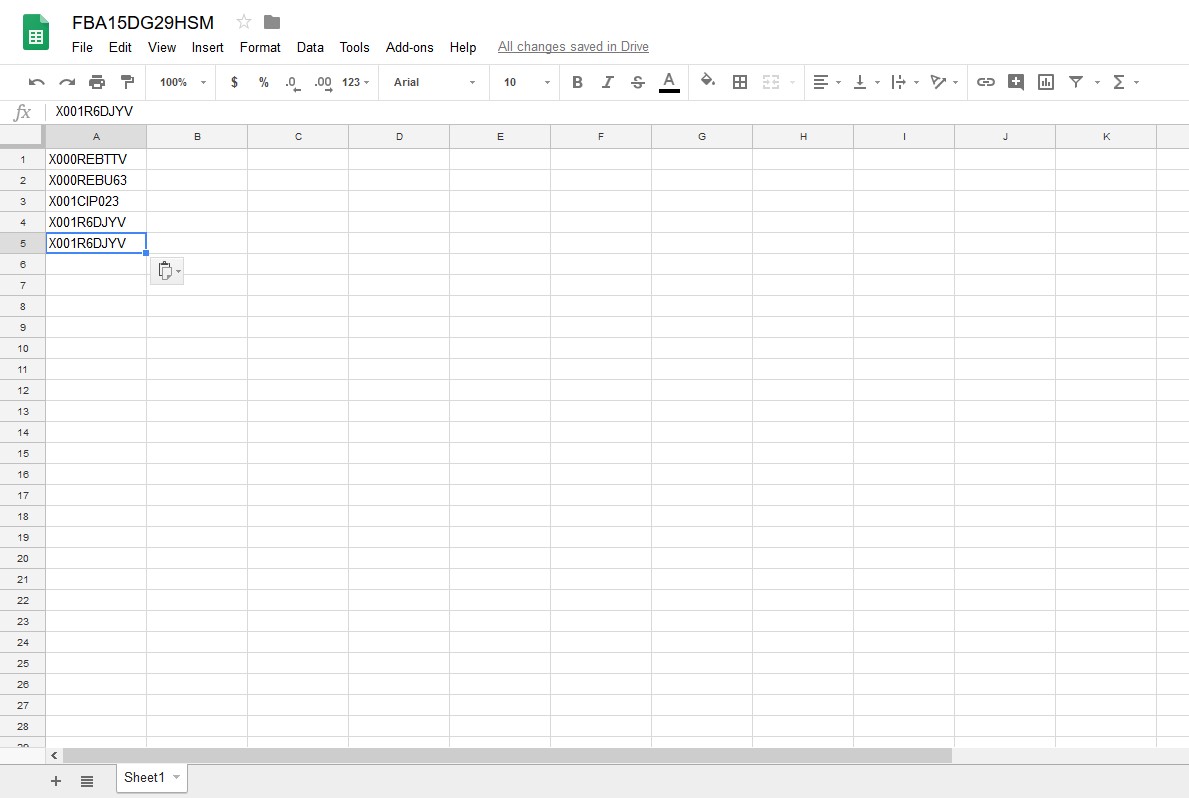 FBA15DG29HSM
File Edit View Insert Format Data Tools Add-ons Help All changes saved in Drive
100% $ % .0 .00 123 Arial 10 B I S A
fx X001R6DJYV
A B C D E F G H I J K
1 X000REBTTV
2 X000REBU63
3 X001CIP023
4 X001R6DJYV
5 X001R6DJYV
6
7
8
9
10
11
12
13
14
15
16
17
18
19
20
21
22
23
24
25
26
27
28
29
Sheet1